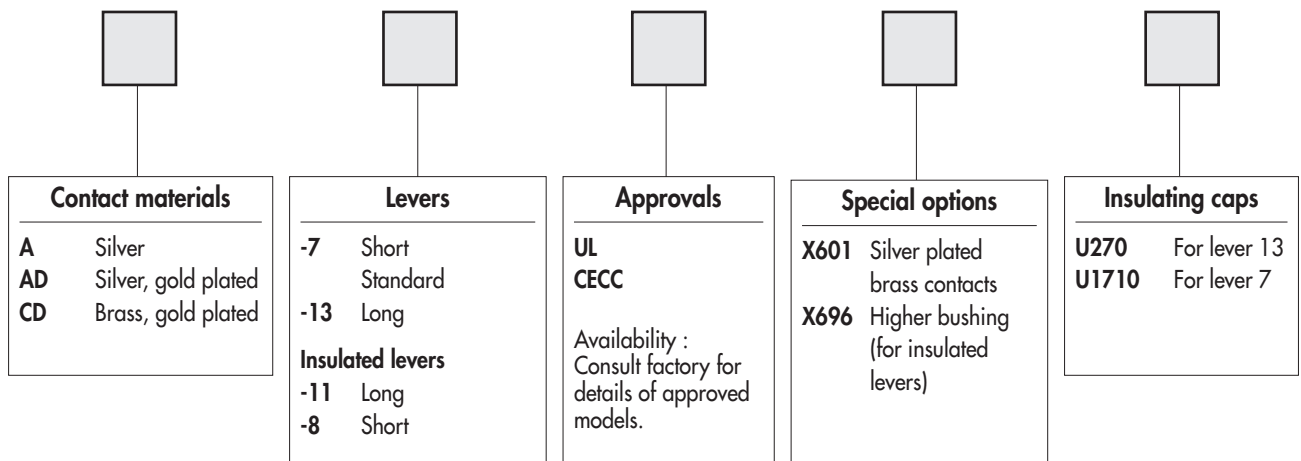 Contact materials
A Silver
AD Silver, gold plated
CD Brass, gold plated
Levers
-7 Short
Standard
-13 Long
Insulated levers
-11 Long
-8 Short
Approvals
UL
CECC
Availability :
Consult factory for
details of approved
models.
Special options
X601 Silver plated
brass contacts
X696 Higher bushing
(for insulated
levers)
Insulating caps
U270 For lever 13
U1710 For lever 7